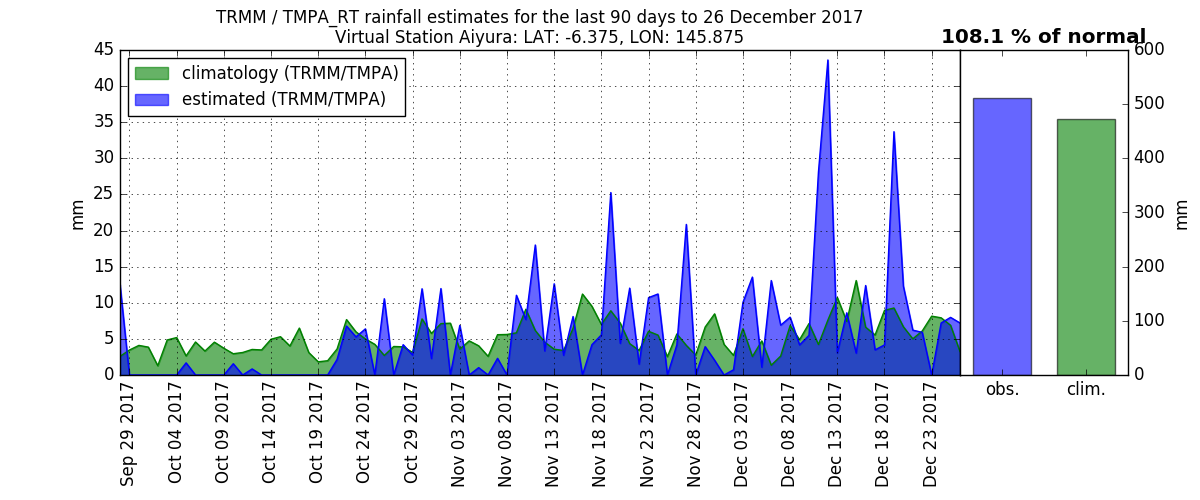 TRMM / TMPA_RT rainfall estimates for the last 90 days to 26 December 2017
Virtual Station Aiyura: LAT: -6.375, LON: 145.875
108.1 % of normal
climatology (TRMM/TMPA)
estimated (TRMM/TMPA)
mm
45
40
35
30
25
20
15
10
5
0
Sep 29 2017
Oct 04 2017
Oct 09 2017
Oct 14 2017
Oct 19 2017
Oct 24 2017
Oct 29 2017
Nov 03 2017
Nov 08 2017
Nov 13 2017
Nov 18 2017
Nov 23 2017
Nov 28 2017
Dec 03 2017
Dec 08 2017
Dec 13 2017
Dec 18 2017
Dec 23 2017
obs.
clim.
600
500
400
300
200
100
0
mm